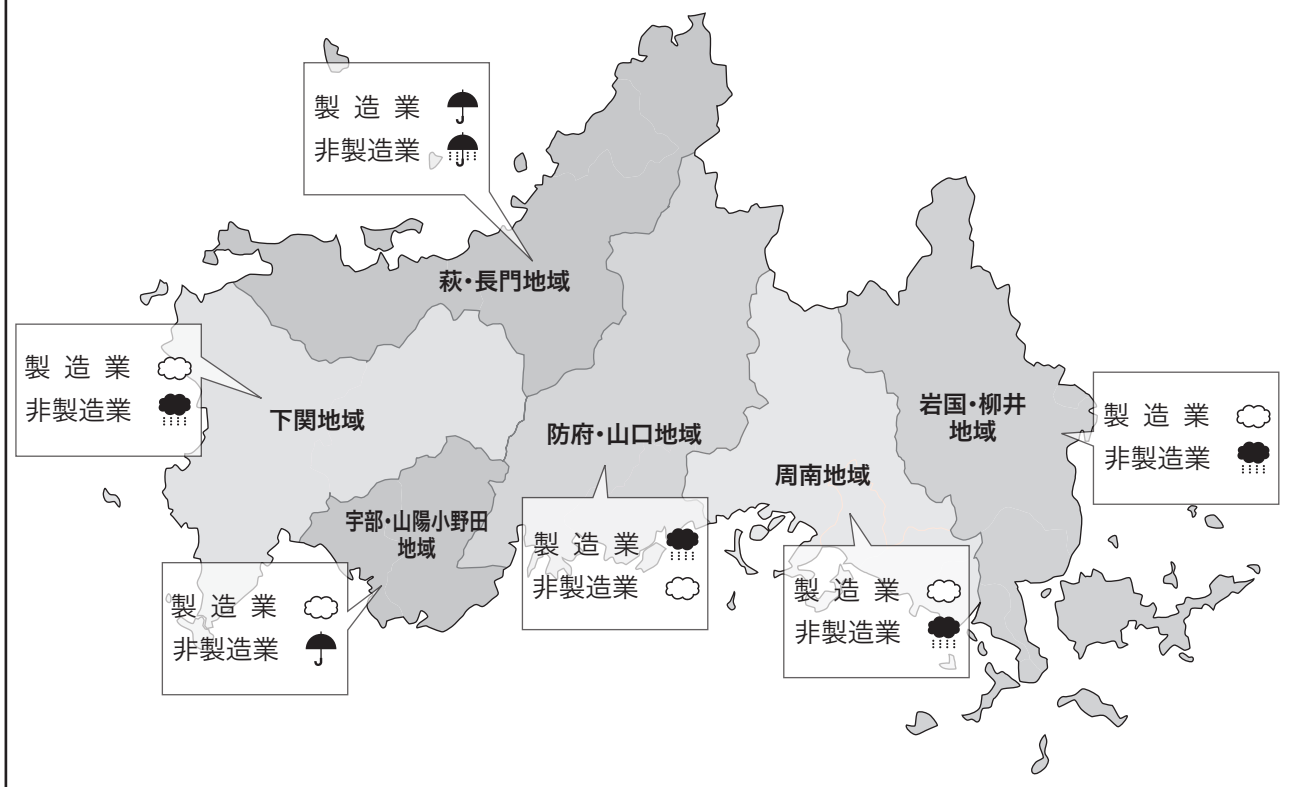 製造業
非製造業
萩・長門地域
製造業
非製造業
下関地域
岩国・柳井
地域
製造業
非製造業
防府・山口地域
周南地域
宇部・山陽小野田
地域
製造業
非製造業
製造業
非製造業
製造業
非製造業